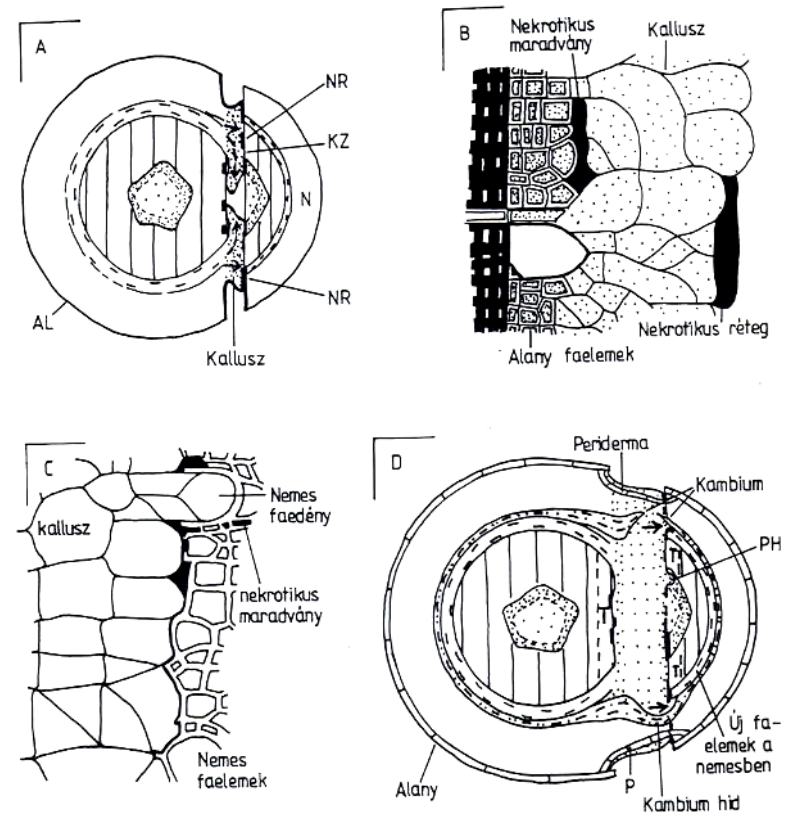 A
NR
KZ
N
NR
AL
Kallusz
B
Nekrotikus
maradvány
Kallusz
Nekrotikus réteg
Alany faelemek
C
kallusz
Nemes
faedény
nekrotikus
maradvány
Nemes
faelemek
D
Periderma
Kambium
PH
T
T
T
Új fa-
elemek a
nemesben
Alany
P
Kambium hid